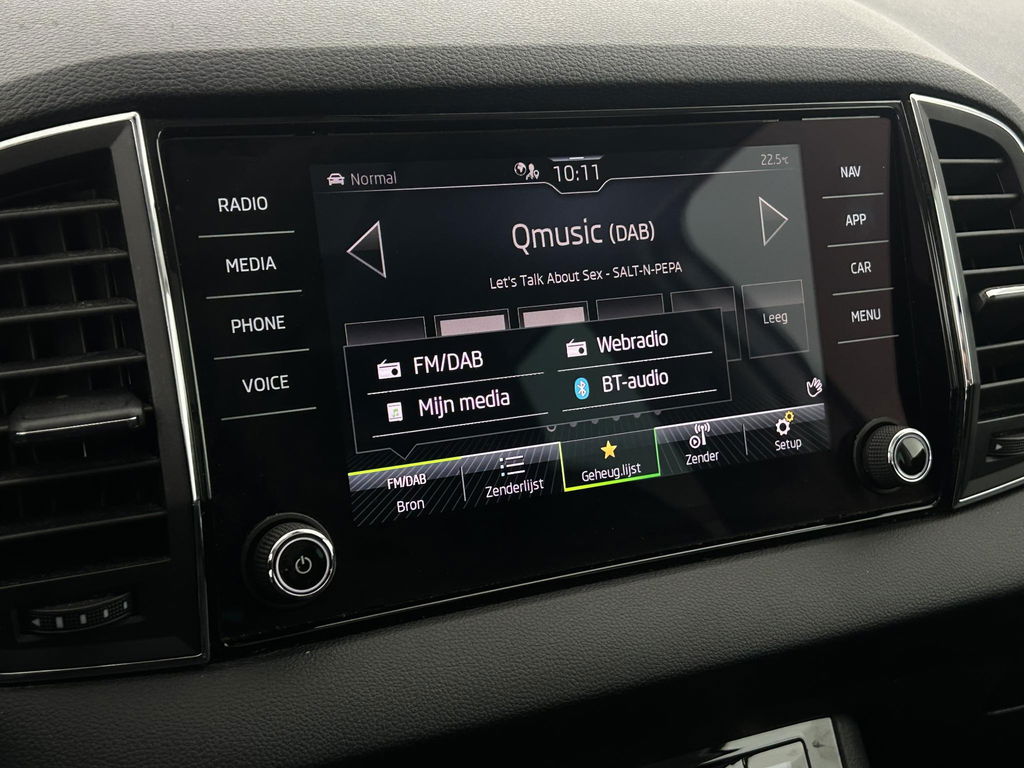 Normal
10:11
22.5°C
RADIO
MEDIA
PHONE
VOICE
Qmusic (DAB)
Let's Talk About Sex - SALT-N-PEPA
Leeg
FM/DAB
Webradio
Mijn media
BT-audio
FM/DAB
Bron
Zenderlijst
Geheug.lijst
Zender
Setup
NAV
APP
CAR
MENU